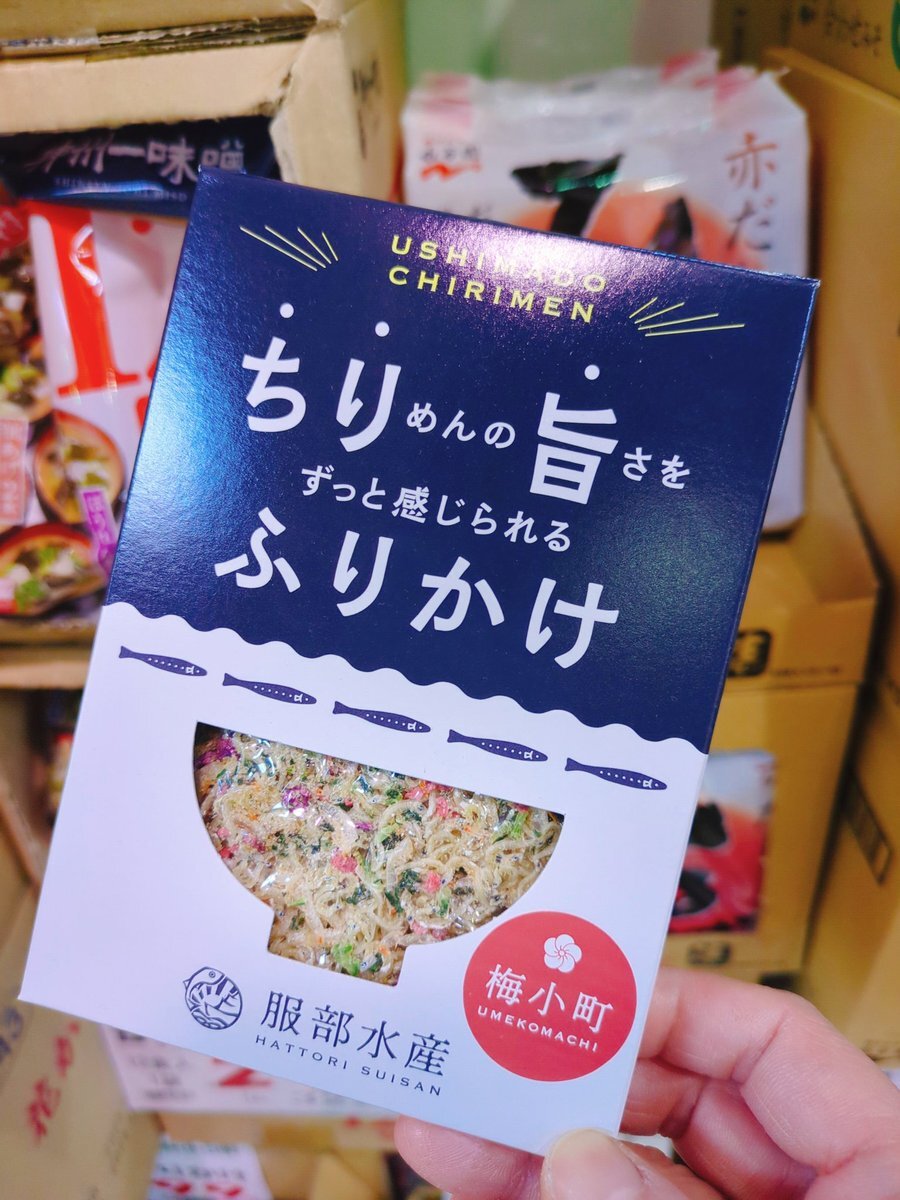 USHIMADO
CHIRIMEN
ちりめんの旨さを
ずっと感じられる
ふりかけ
梅小町
UMEKOMACHI
服部水産
HATTORI SUISAN
一味
赤だ